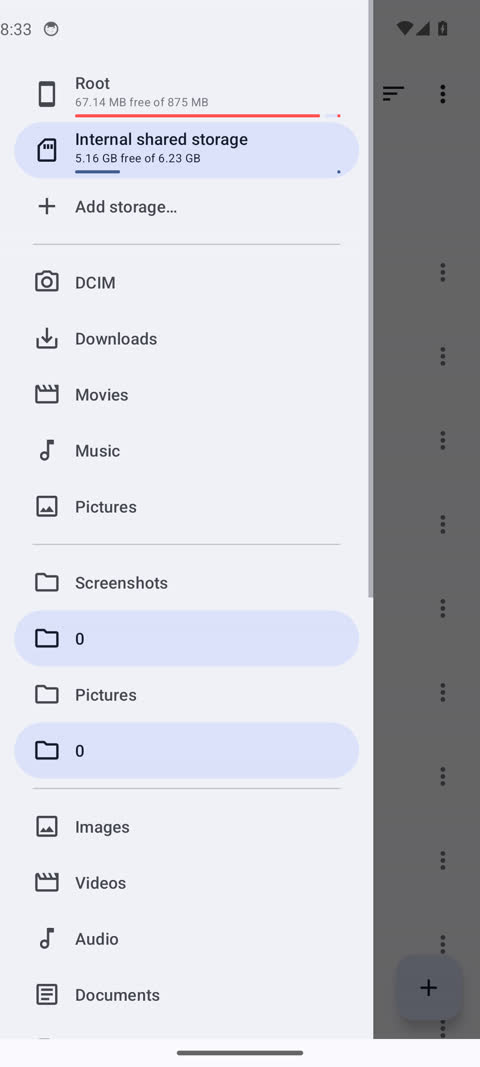 8:33
Root
67.14 MB free of 875 MB
Internal shared storage
5.16 GB free of 6.23 GB
Add storage…
DCIM
Downloads
Movies
Music
Pictures
Screenshots
0
Pictures
0
Images
Videos
Audio
Documents